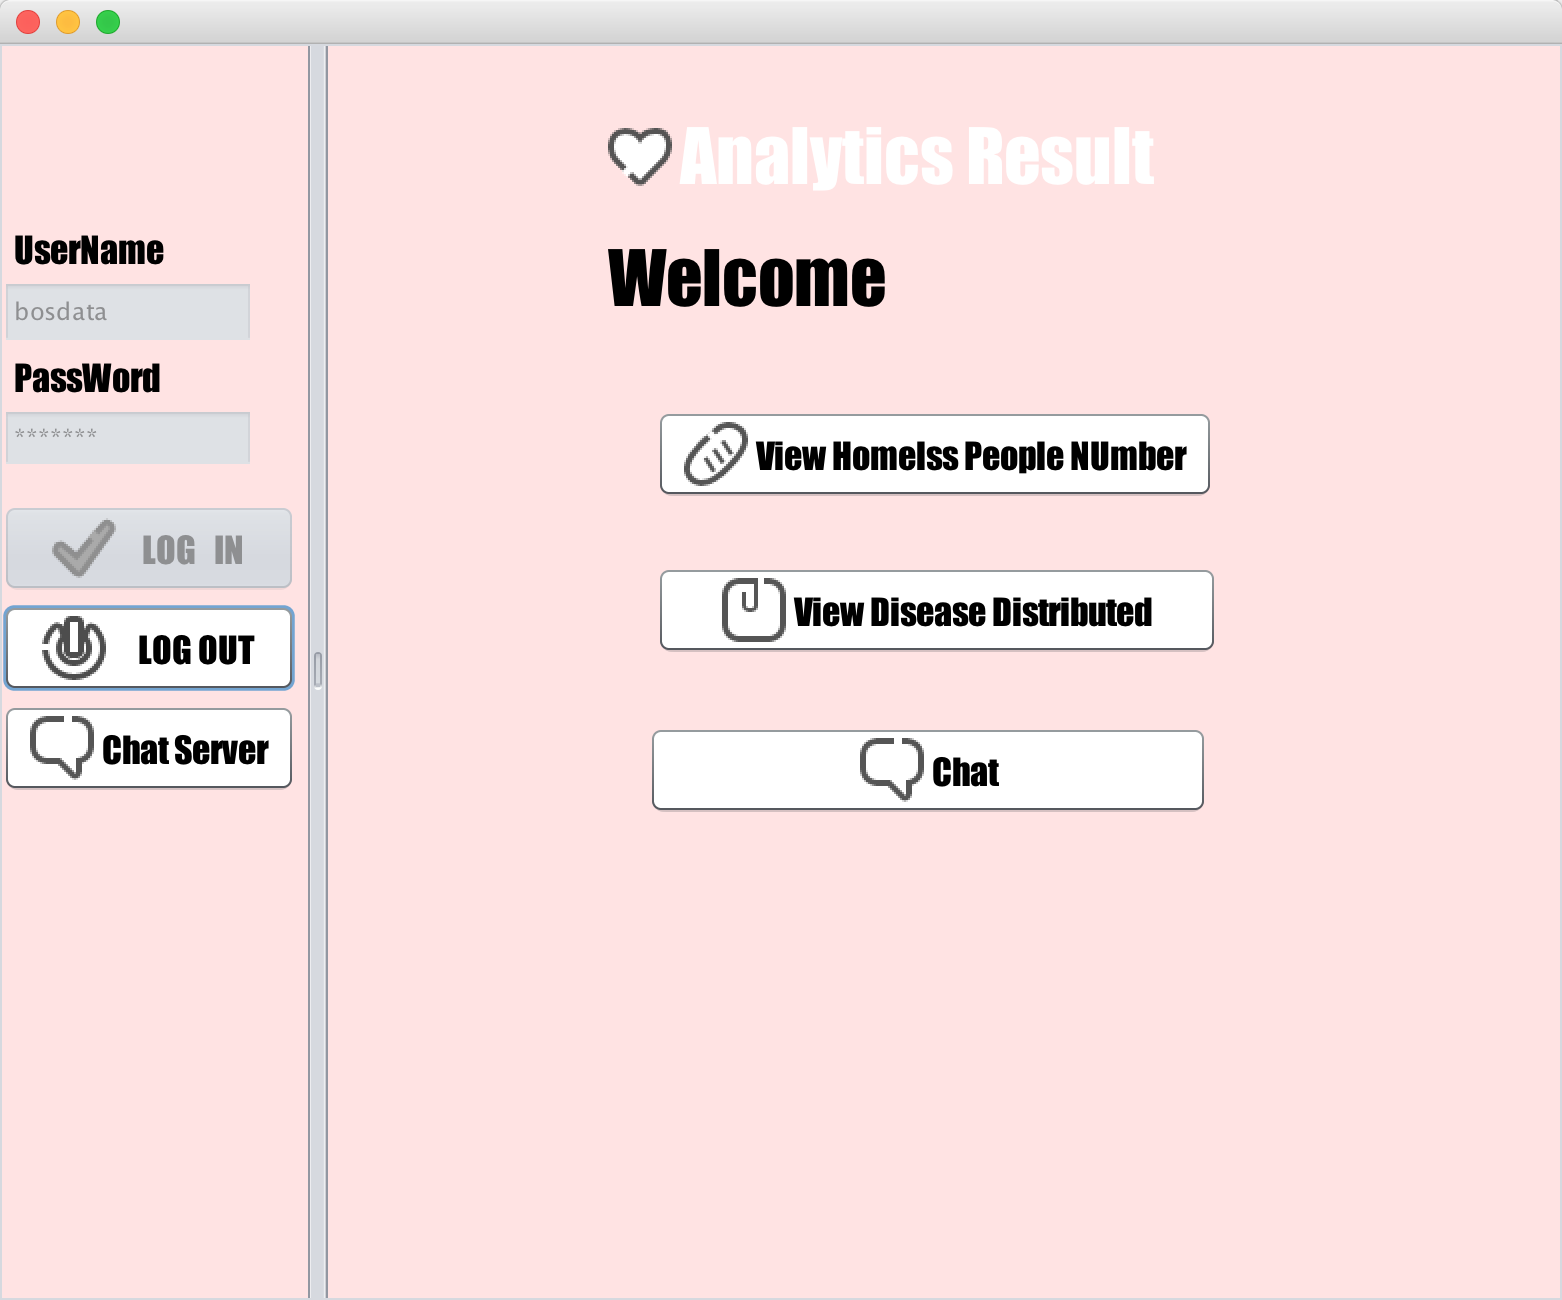 UserName
bosdata
PassWord
*******
LOG IN
LOG OUT
Chat Server
Analytics Result
Welcome
View Homelss People NUmber
View Disease Distributed
Chat